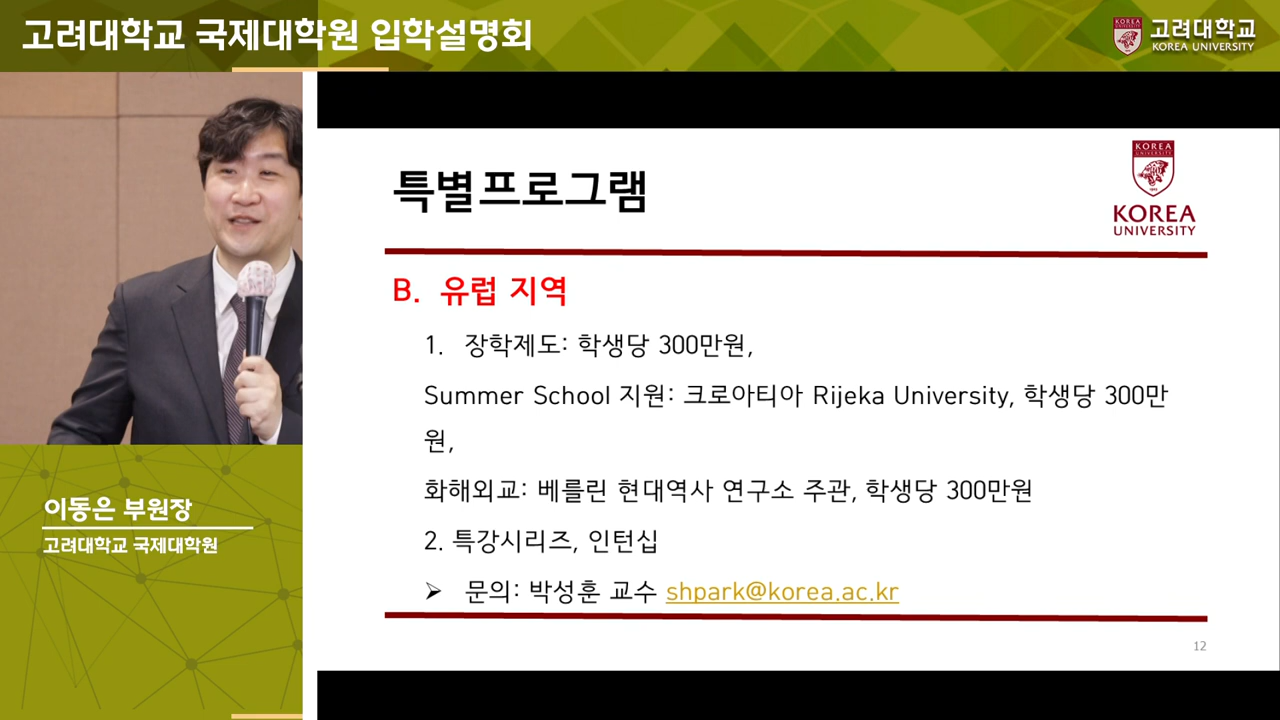 고려대학교 국제대학원 입학설명회
KOREA
UNIVERSITY
고려대학교
KOREA UNIVERSITY
특별프로그램
KOREA
UNIVERSITY
KOREA
UNIVERSITY
B. 유럽 지역
1. 장학제도: 학생당 300만원,
Summer School 지원: 크로아티아 Rijeka University, 학생당 300만
원,
화해외교: 베를린 현대역사 연구소 주관, 학생당 300만원
2. 특강시리즈, 인턴십
➢ 문의: 박성훈 교수 shpark@korea.ac.kr
12
이동은 부원장
고려대학교 국제대학원